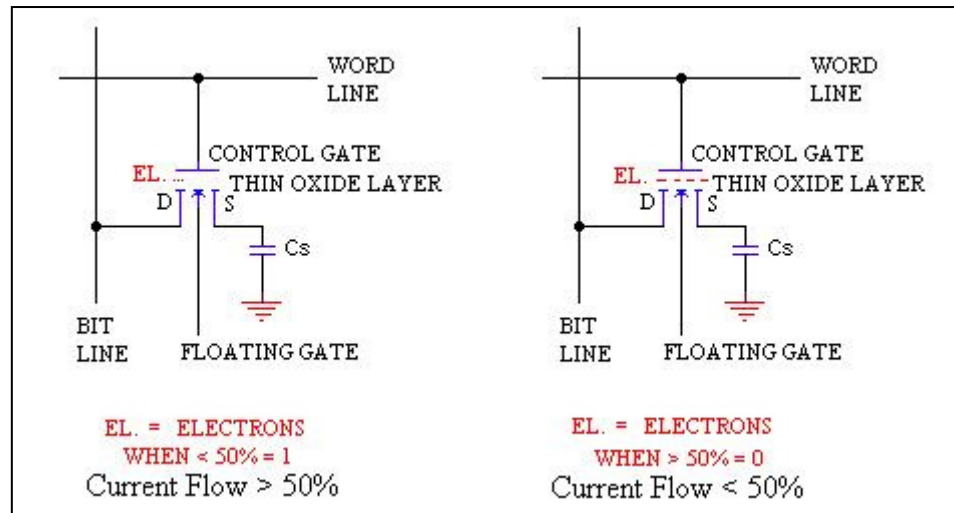 WORD
LINE
CONTROL GATE
EL.
THIN OXIDE LAYER
D
S
Cs
BIT
LINE
FLOATING GATE
EL. = ELECTRONS
WHEN < 50% = 1
Current Flow > 50%
WORD
LINE
CONTROL GATE
EL.
THIN OXIDE LAYER
D
S
Cs
BIT
LINE
FLOATING GATE
EL. = ELECTRONS
WHEN > 50% = 0
Current Flow < 50%